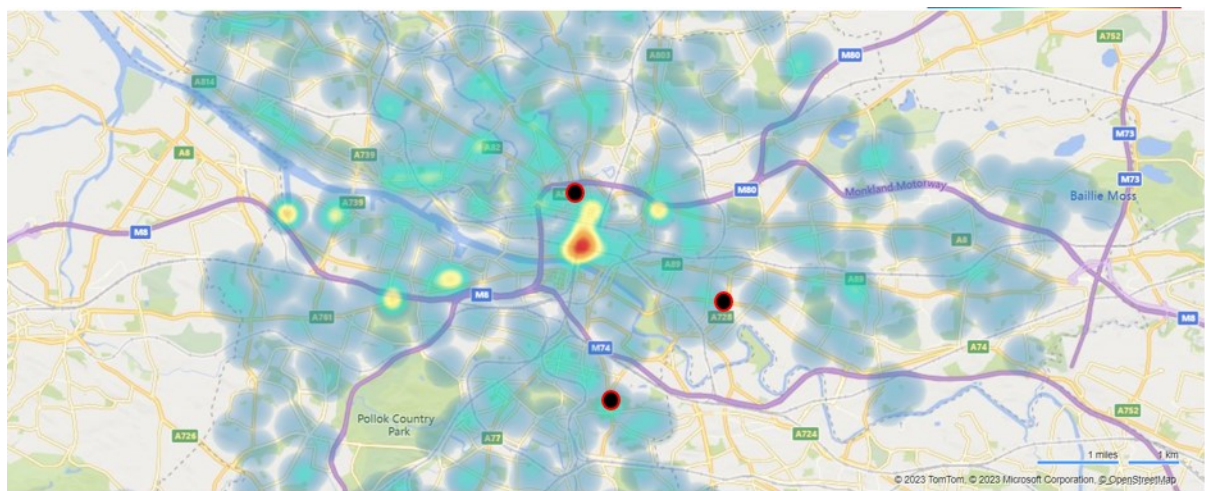 A752
A803
M80
A814
M73
A82
A739
A8
M73
M80
Monkland Motorway
Baillie Moss
A739
M8
A8
A89
A89
M8
A761
A728
M8
M74
A74
Pollok Country
Park
A752
A726
A77
A724
1 miles
1 km
© 2023 TomTom, © 2023 Microsoft Corporation, © OpenStreetMap